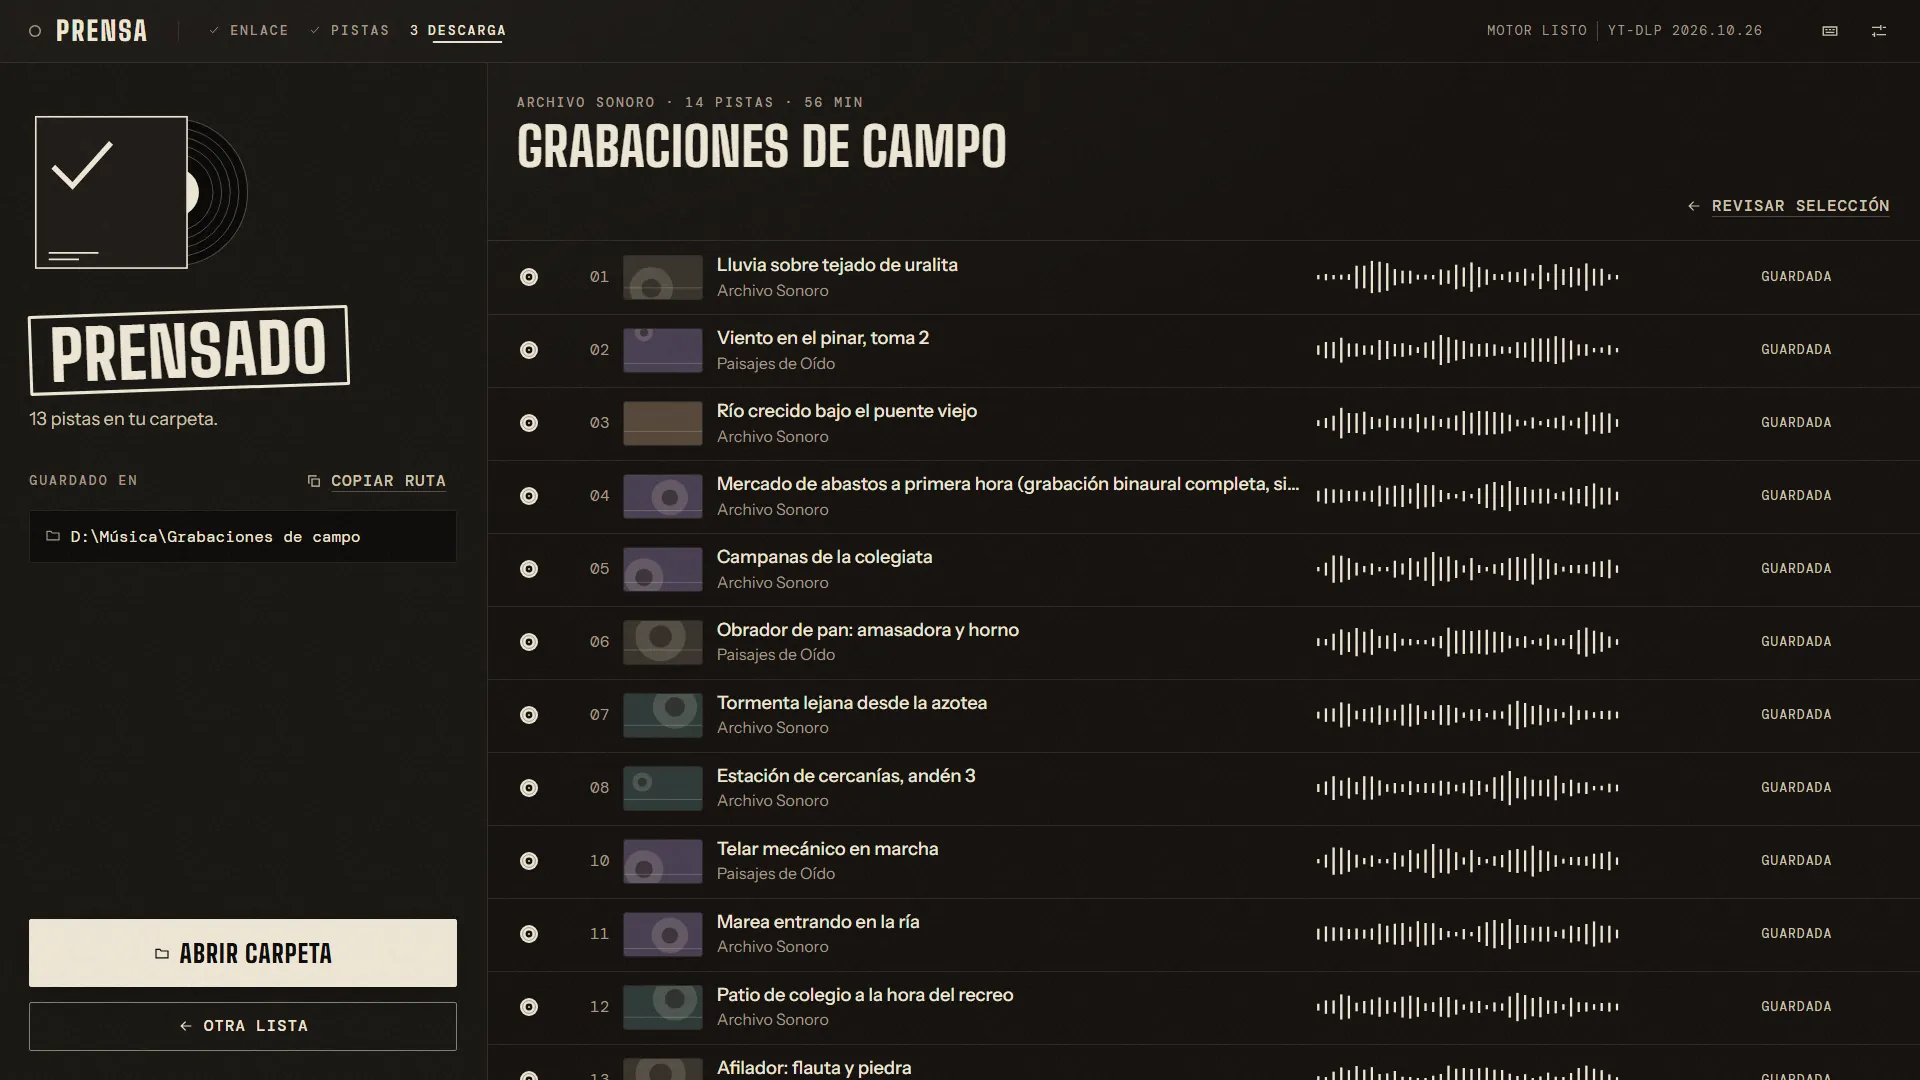 PRENSA
ENLACE
PISTAS
3 DESCARGA
MOTOR LISTO
YT-DLP 2026.10.26
PRENSADO
13 pistas en tu carpeta.
GUARDADO EN
COPIAR RUTA
D:\Música\Grabaciones de campo
ABRIR CARPETA
← OTRA LISTA
ARCHIVO SONORO · 14 PISTAS · 56 MIN
GRABACIONES DE CAMPO
← REVISAR SELECCIÓN
01 Lluvia sobre tejado de uralita GUARDADA
Archivo Sonoro
02 Viento en el pinar, toma 2 GUARDADA
Paisajes de Oído
03 Río crecido bajo el puente viejo GUARDADA
Archivo Sonoro
04 Mercado de abastos a primera hora (grabación binaural completa, si... GUARDADA
Archivo Sonoro
05 Campanas de la colegiata GUARDADA
Archivo Sonoro
06 Obrador de pan: amasadora y horno GUARDADA
Paisajes de Oído
07 Tormenta lejana desde la azotea GUARDADA
Archivo Sonoro
08 Estación de cercanías, andén 3 GUARDADA
Archivo Sonoro
10 Telar mecánico en marcha GUARDADA
Paisajes de Oído
11 Marea entrando en la ría GUARDADA
Archivo Sonoro
12 Patio de colegio a la hora del recreo GUARDADA
Archivo Sonoro
13 Afilador: flauta y piedra GUARDADA